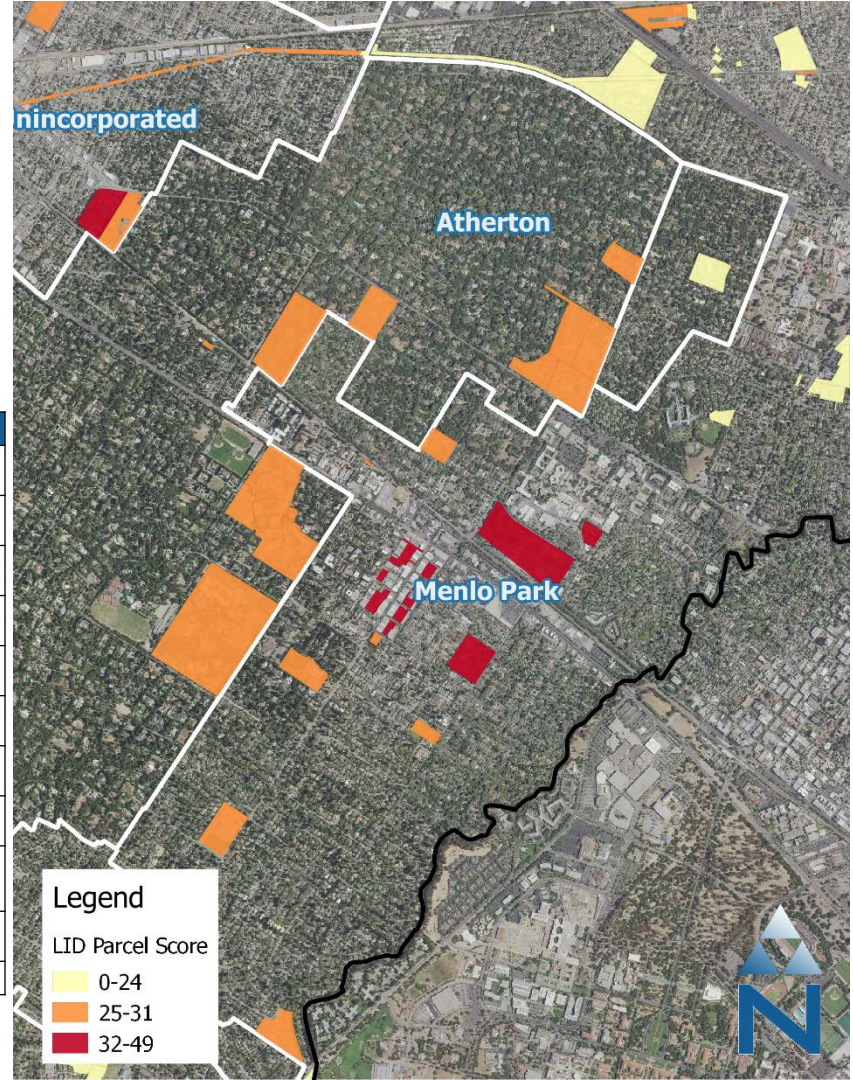 nincorporated
Atherton
Menlo Park
Legend
LID Parcel Score
0-24
25-31
32-49
N